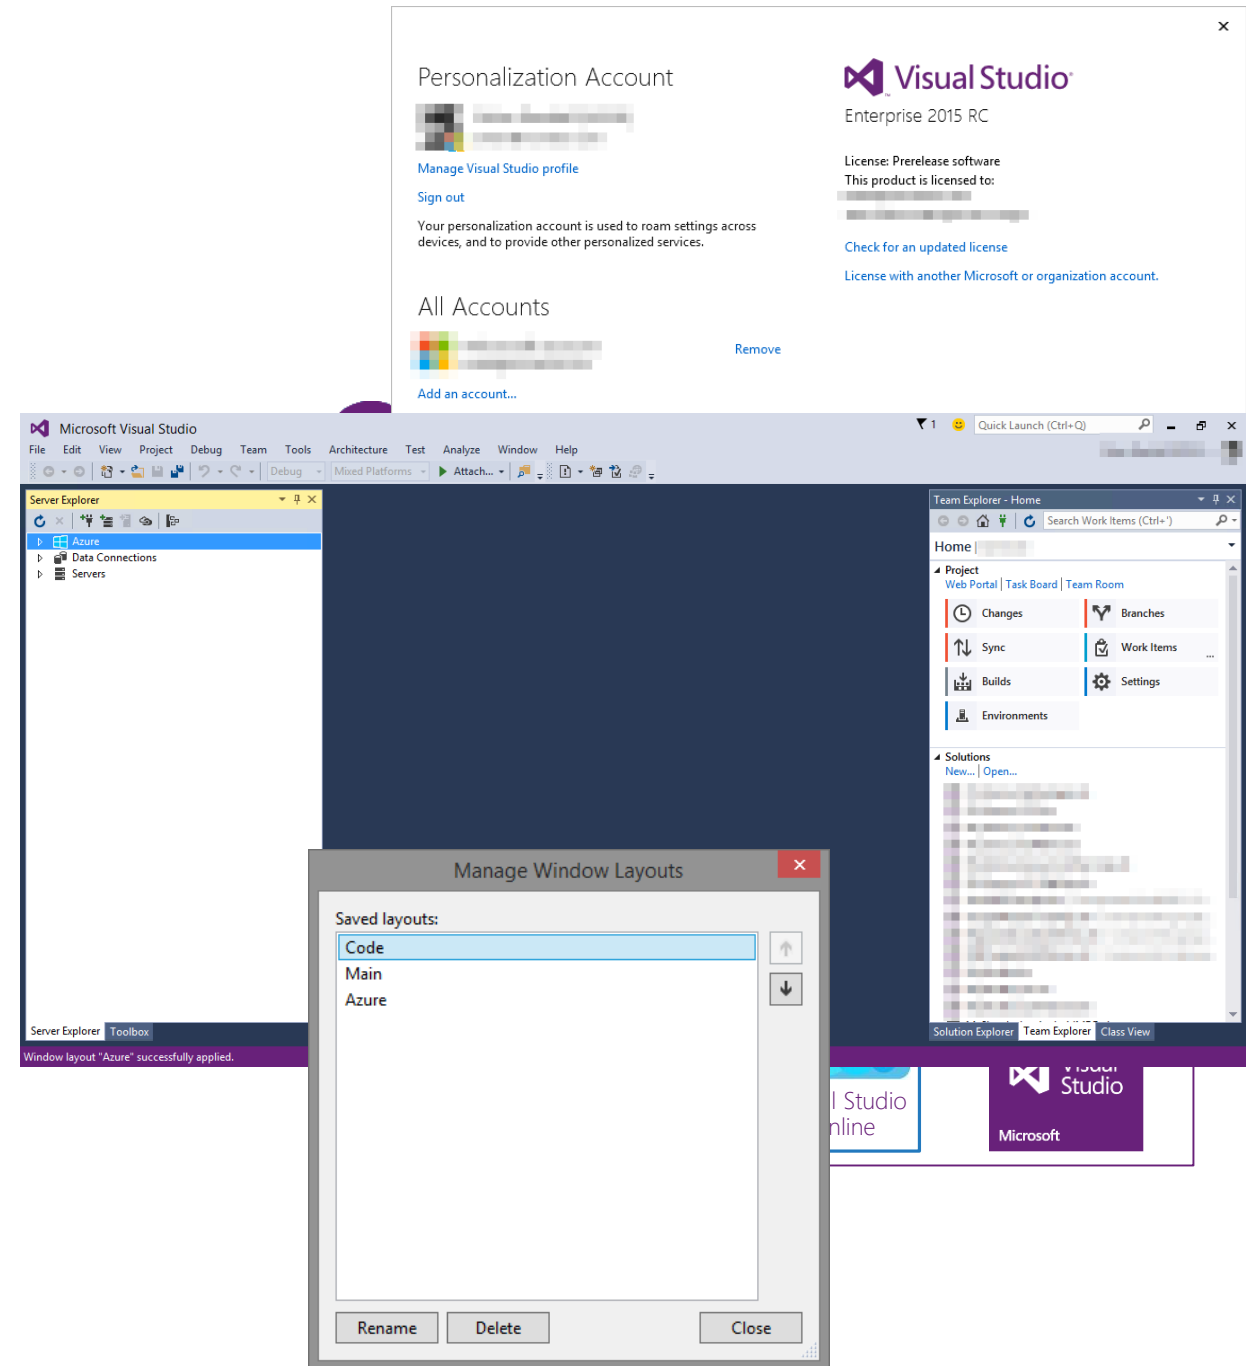 Personalization Account
Manage Visual Studio profile
Sign out
Your personalization account is used to roam settings across
devices, and to provide other personalized services.
All Accounts
Remove
Add an account...
Visual Studio
Enterprise 2015 RC
License: Prerelease software
This product is licensed to:
Check for an updated license
License with another Microsoft or organization account.
Microsoft Visual Studio
1
Quick Launch (Ctrl+Q)
File Edit View Project Debug Team Tools Architecture Test Analyze Window Help
Debug Mixed Platforms Attach...
Server Explorer
Azure
Data Connections
Servers
Server Explorer Toolbox
Window layout "Azure" successfully applied.
Team Explorer - Home
Search Work Items (Ctrl+')
Home |
Project
Web Portal | Task Board | Team Room
Changes Branches
Sync Work Items ...
Builds Settings
Environments
Solutions
New... | Open...
Solution Explorer Team Explorer Class View
Manage Window Layouts
Saved layouts:
Code
Main
Azure
Rename Delete Close
l Studio
nline
Visual
Studio
Microsoft